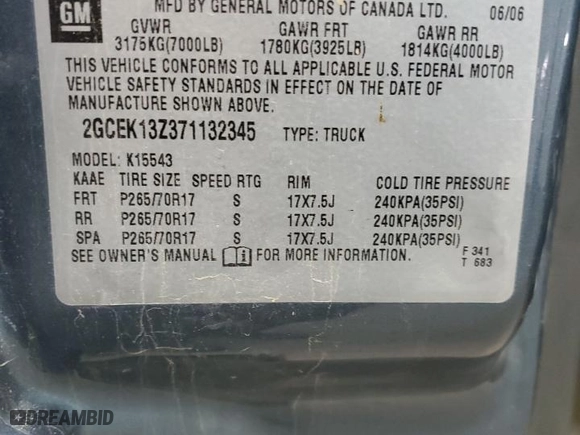 GM
MFD BY GENERAL MOTORS OF CANADA LTD. 06/06
GVWR GAWR FRT GAWR RR
3175KG(7000LB) 1780KG(3925LB) 1814KG(4000LB)
THIS VEHICLE CONFORMS TO ALL APPLICABLE U.S. FEDERAL MOTOR
VEHICLE SAFETY STANDARDS IN EFFECT ON THE DATE OF
MANUFACTURE SHOWN ABOVE.
2GCEK13Z371132345 TYPE: TRUCK
MODEL: K15543
KAAE TIRE SIZE SPEED RTG RIM COLD TIRE PRESSURE
FRT P265/70R17 S 17X7.5J 240KPA(35PSI)
RR P265/70R17 S 17X7.5J 240KPA(35PSI)
SPA P265/70R17 S 17X7.5J 240KPA(35PSI)
SEE OWNER'S MANUAL FOR MORE INFORMATION. F 341
T 683
DREAMBID